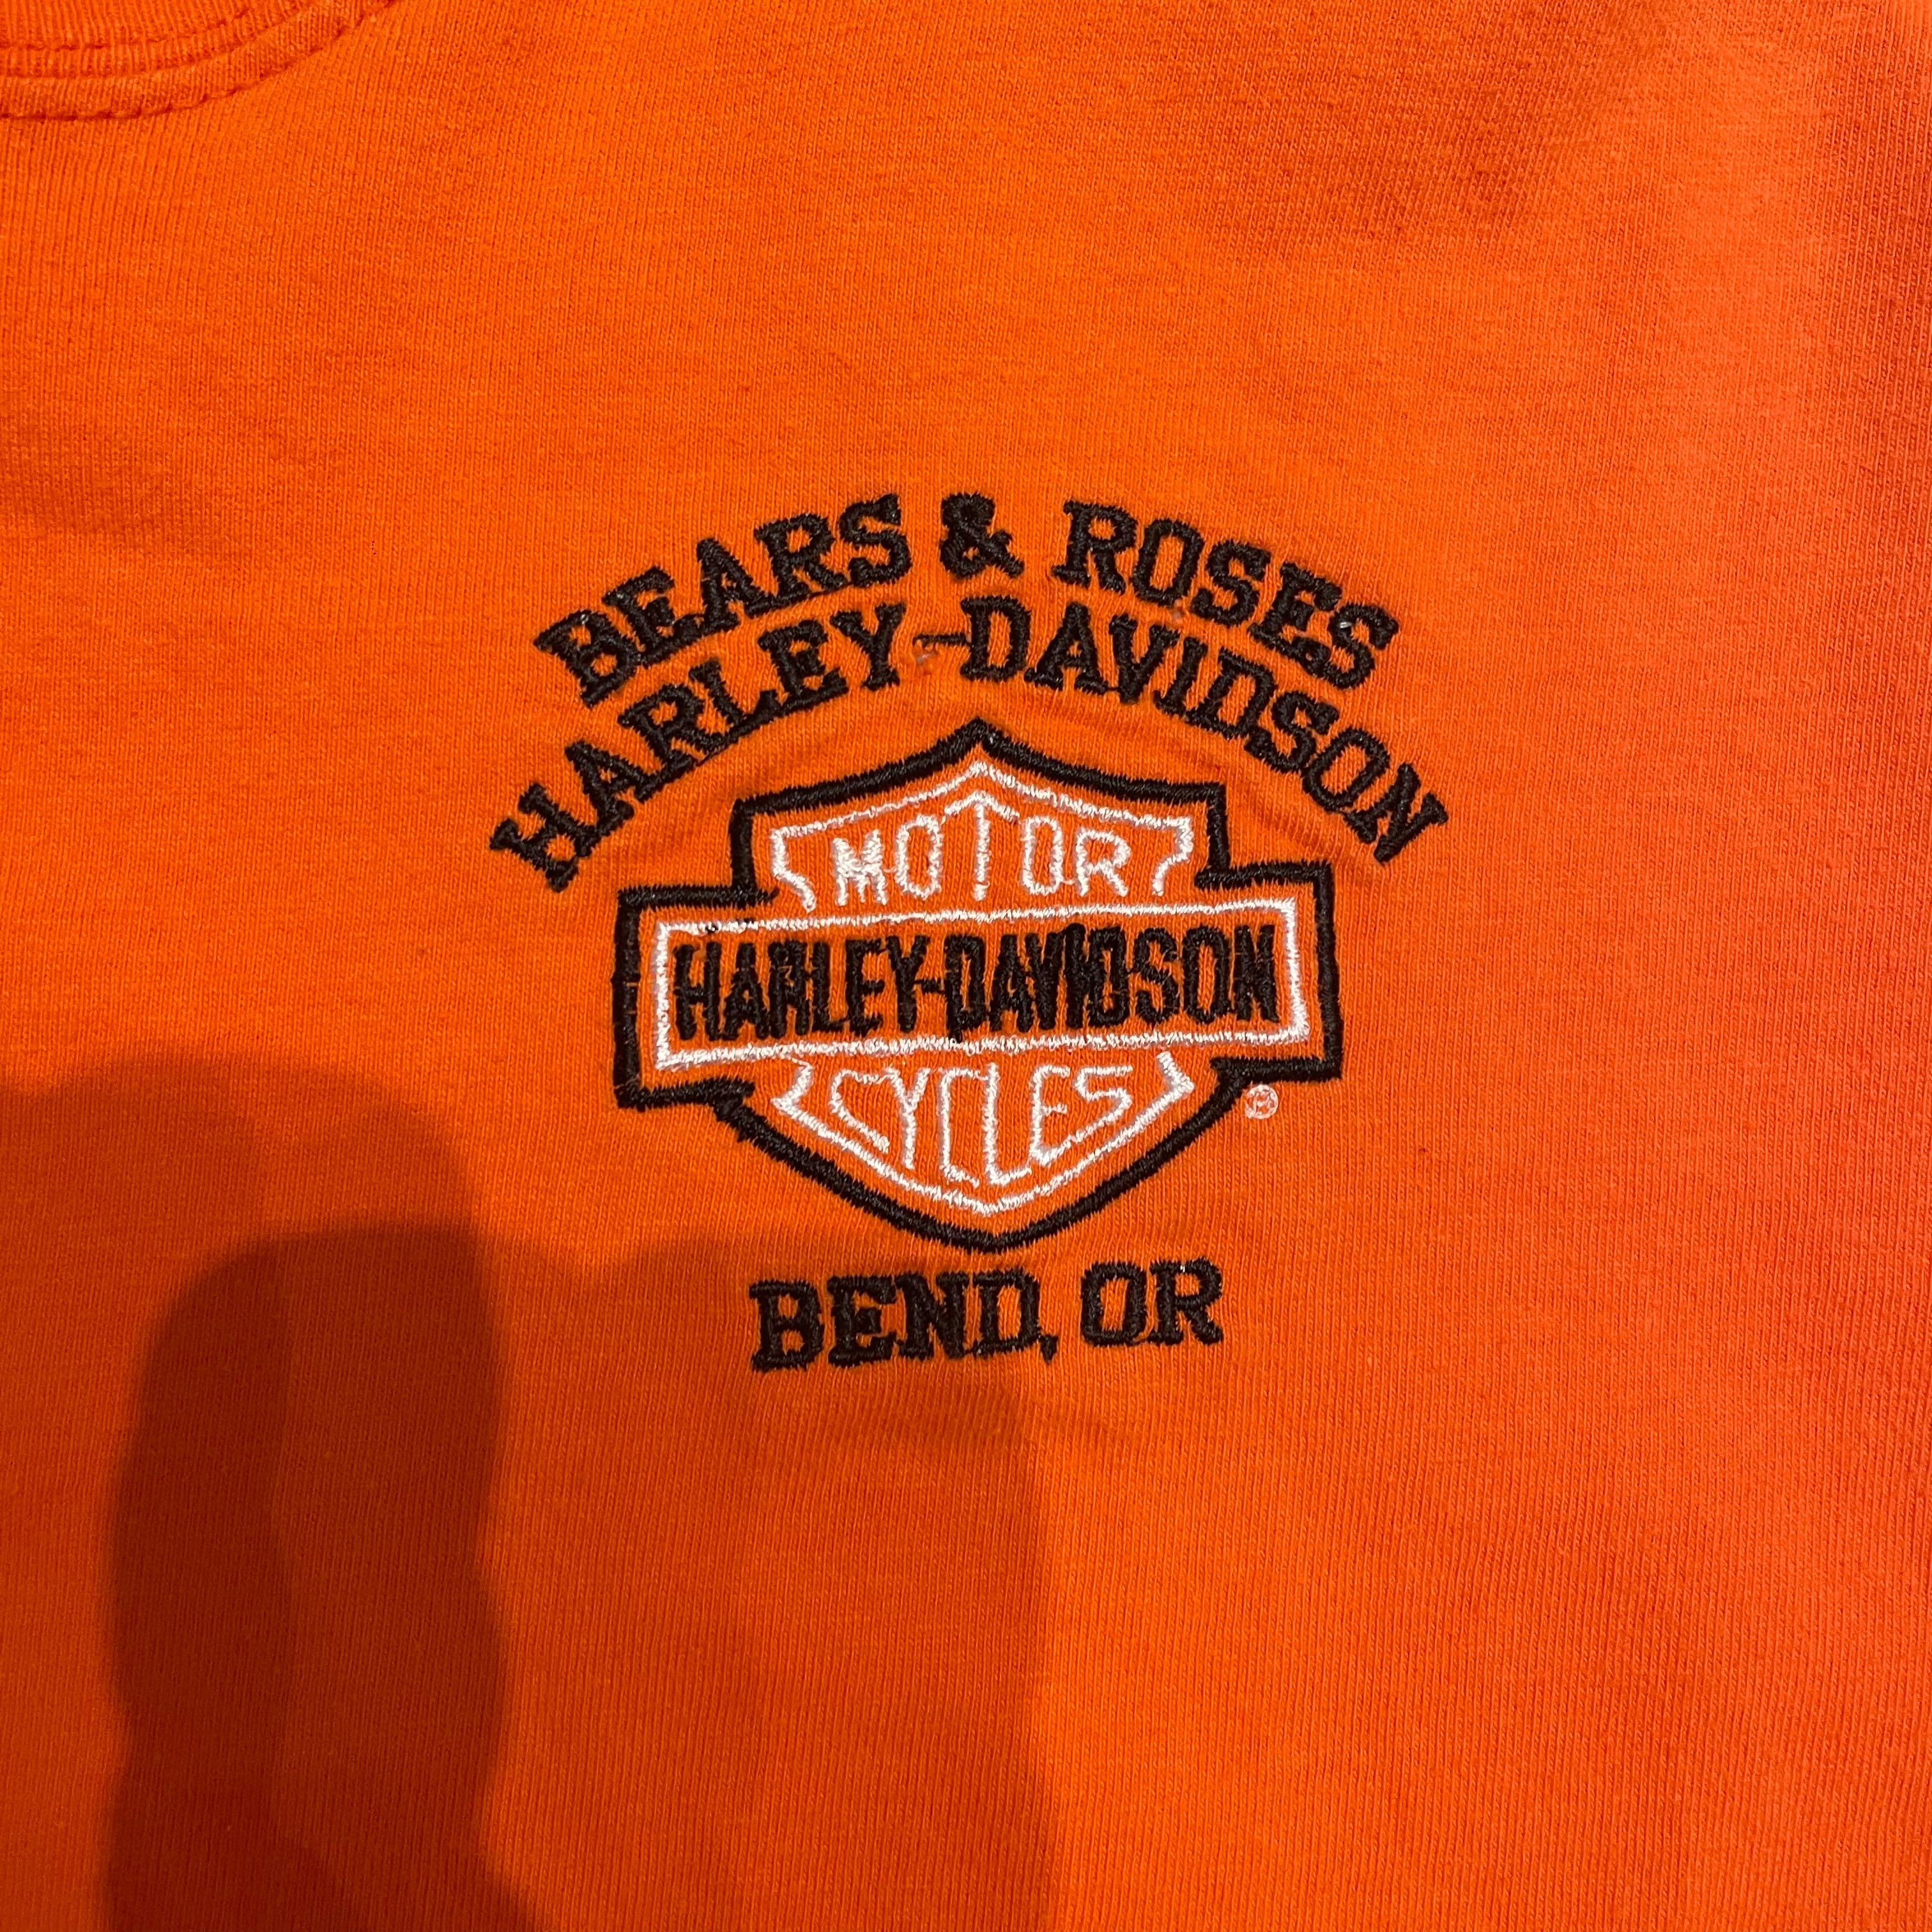 BEARS & ROSES
HARLEY-DAVIDSON
MOTOR
HARLEY-DAVIDSON
CYCLES
®
BEND, OR